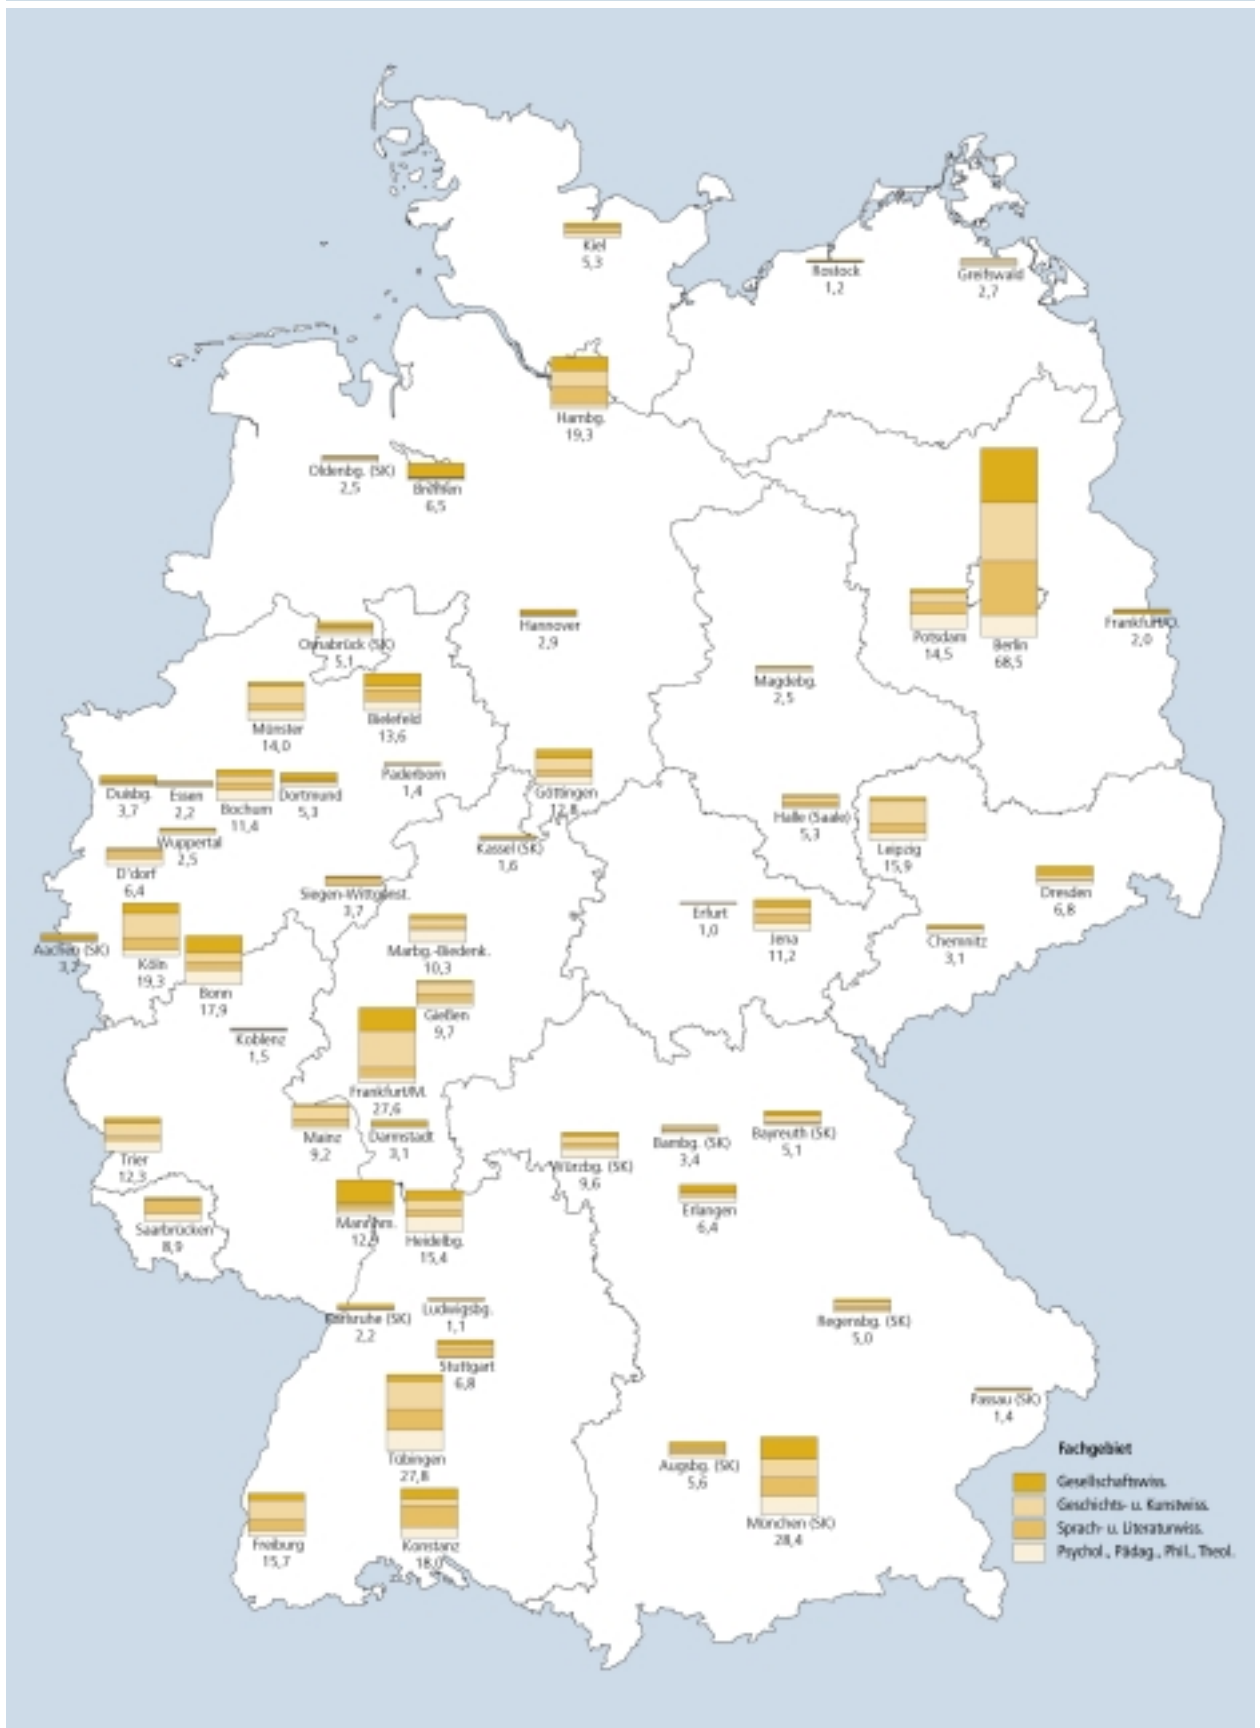 Kiel
5,3
Rostock
1,2
Greifswald
2,7
Hambg.
19,3
Oldenbg. (SK)
2,5
Bremen
6,5
Hannover
2,9
Osnabrück (SK)
5,1
Potsdam
14,5
Berlin
68,5
Frankfurt/O.
2,0
Magdebg.
2,5
Münster
14,0
Bielefeld
13,6
Paderborn
1,4
Göttingen
12,8
Duisbg.
3,7
Essen
2,2
Bochum
11,4
Dortmund
5,3
Wuppertal
2,5
Kassel (SK)
1,6
Halle (Saale)
5,3
Leipzig
15,9
D'dorf
6,4
Siegen-Wittgenst.
3,7
Dresden
6,8
Erfurt
1,0
Jena
11,2
Chemnitz
3,1
Aachen (SK)
3,2
Köln
19,3
Bonn
17,9
Marbg.-Biedenk.
10,3
Gießen
9,7
Koblenz
1,5
Frankfurt/M.
27,6
Mainz
9,2
Darmstadt
3,1
Trier
12,3
Würzbg. (SK)
9,6
Bambg. (SK)
3,4
Bayreuth (SK)
5,1
Erlangen
6,4
Saarbrücken
8,9
Mannhm.
12,9
Heidelbg.
15,4
Karlsruhe (SK)
2,2
Ludwigsbg.
1,1
Regensbg. (SK)
5,0
Stuttgart
6,8
Passau (SK)
1,4
Tübingen
27,8
Augsbg. (SK)
5,6
München (SK)
28,4
Freiburg
15,7
Konstanz
18,0
Fachgebiet
Gesellschaftswiss.
Geschichts- u. Kunstwiss.
Sprach- u. Literaturwiss.
Psychol., Pädag., Phil., Theol.